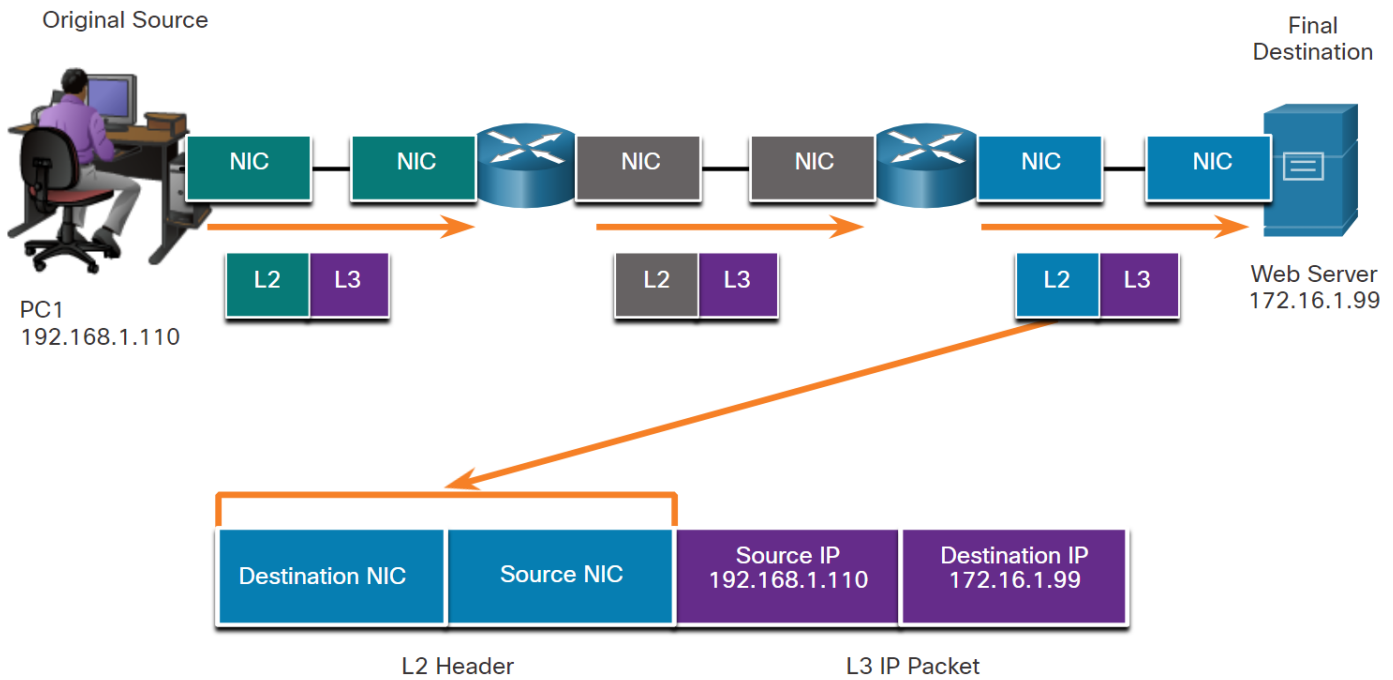 Original Source
Final
Destination
NIC
NIC
NIC
NIC
NIC
NIC
L2
L3
L2
L3
L2
L3
PC1
192.168.1.110
Web Server
172.16.1.99
Destination NIC
Source NIC
Source IP
192.168.1.110
Destination IP
172.16.1.99
L2 Header
L3 IP Packet